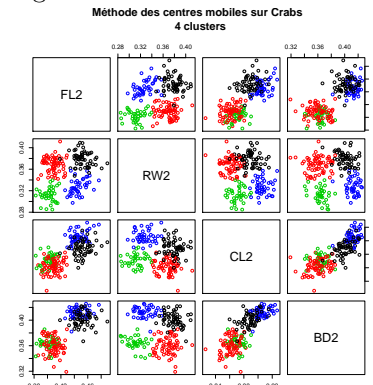 Méthode des centres mobiles sur Crabs
4 clusters
0.28 0.32 0.36 0.40
0.32 0.36 0.40
FL2
0.28 0.32 0.36 0.40
RW2
CL2
0.32 0.36 0.40
BD2